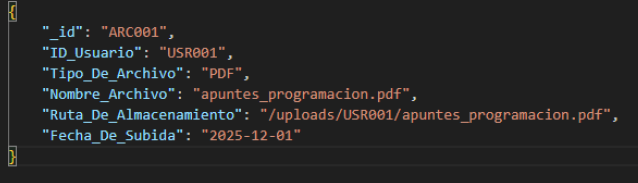 {
"_id": "ARC001",
"ID_Usuario": "USR001",
"Tipo_De_Archivo": "PDF",
"Nombre_Archivo": "apuntes_programacion.pdf",
"Ruta_De_Almacenamiento": "/uploads/USR001/apuntes_programacion.pdf",
"Fecha_De_Subida": "2025-12-01"
}